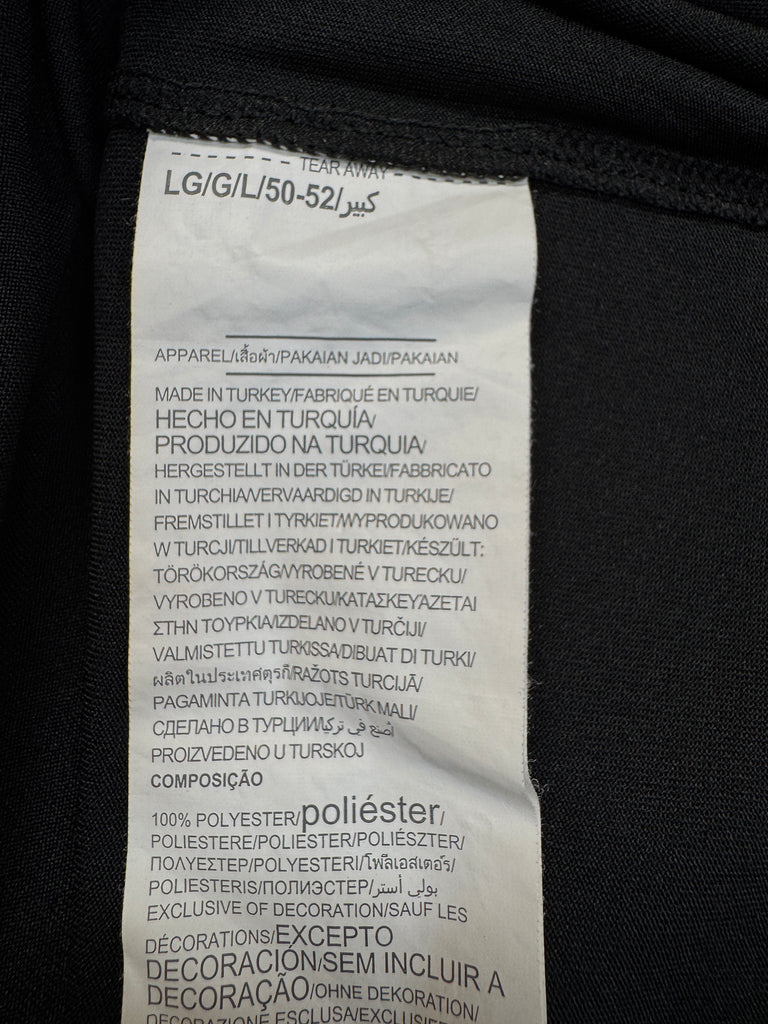 TEAR AWAY
LG/G/L/50-52/كبير
APPAREL/เสื้อผ้า/PAKAIAN JADI/PAKAIAN
MADE IN TURKEY/FABRIQUÉ EN TURQUIE/
HECHO EN TURQUÍA/
PRODUZIDO NA TURQUIA/
HERGESTELLT IN DER TÜRKEI/FABBRICATO
IN TURCHIA/VERVAARDIGD IN TURKIJE/
FREMSTILLET I TYRKIET/WYPRODUKOWANO
W TURCJI/TILLVERKAD I TURKIET/KÉSZÜLT:
TÖRÖKORSZÁG/VYROBENÉ V TURECKU/
VYROBENO V TURECKU/ΚΑΤΑΣΚΕΥΑΖΕΤΑΙ
ΣΤΗΝ ΤΟΥΡΚΙΑ/IZDELANO V TURČIJI/
VALMISTETTU TURKISSA/DIBUAT DI TURKI/
ผลิตในประเทศตุรกี/RAŽOTS TURCIJĀ/
PAGAMINTA TURKIJOJE/TÜRK MALI/
СДЕЛАНО В ТУРЦИИ/صُنع في تركيا
PROIZVEDENO U TURSKOJ
COMPOSIÇÃO
100% POLYESTER/poliéster/
POLIESTERE/POLIESTER/POLIÉSZTER/
ΠΟΛΥΕΣΤΕΡ/POLYESTERI/โพลีเอสเตอร์/
POLIESTERIS/ПОЛИЭСТЕР/بولي أستر
EXCLUSIVE OF DECORATION/SAUF LES
DÉCORATIONS/EXCEPTO
DECORACIÓN/SEM INCLUIR A
DECORAÇÃO/OHNE DEKORATION/
DECORAZIONE ESCLUSA/